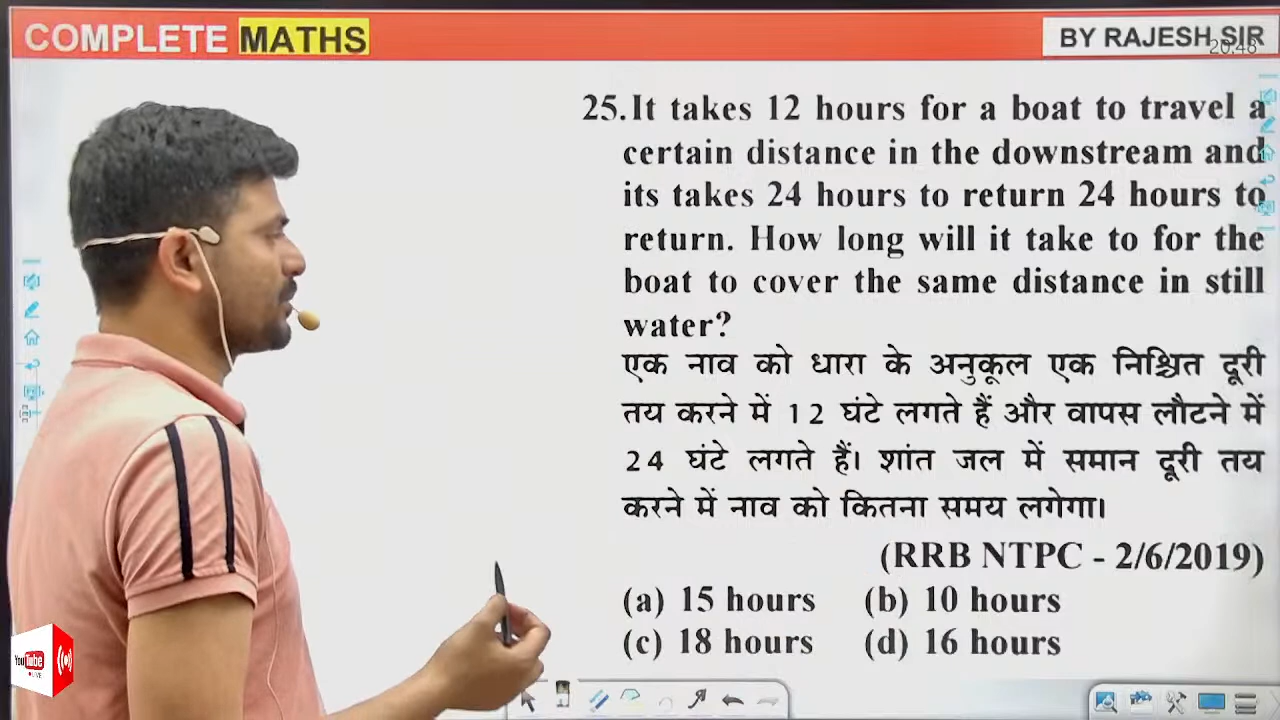 COMPLETE MATHS
BY RAJESH SIR
20:48
25.It takes 12 hours for a boat to travel a
certain distance in the downstream and
its takes 24 hours to return 24 hours to
return. How long will it take to for the
boat to cover the same distance in still
water?
एक नाव को धारा के अनुकूल एक निश्चित दूरी
तय करने में 12 घंटे लगते हैं और वापस लौटने में
24 घंटे लगते हैं। शांत जल में समान दूरी तय
करने में नाव को कितना समय लगेगा।
(RRB NTPC - 2/6/2019)
(a) 15 hours (b) 10 hours
(c) 18 hours (d) 16 hours
YouTube
LIVE